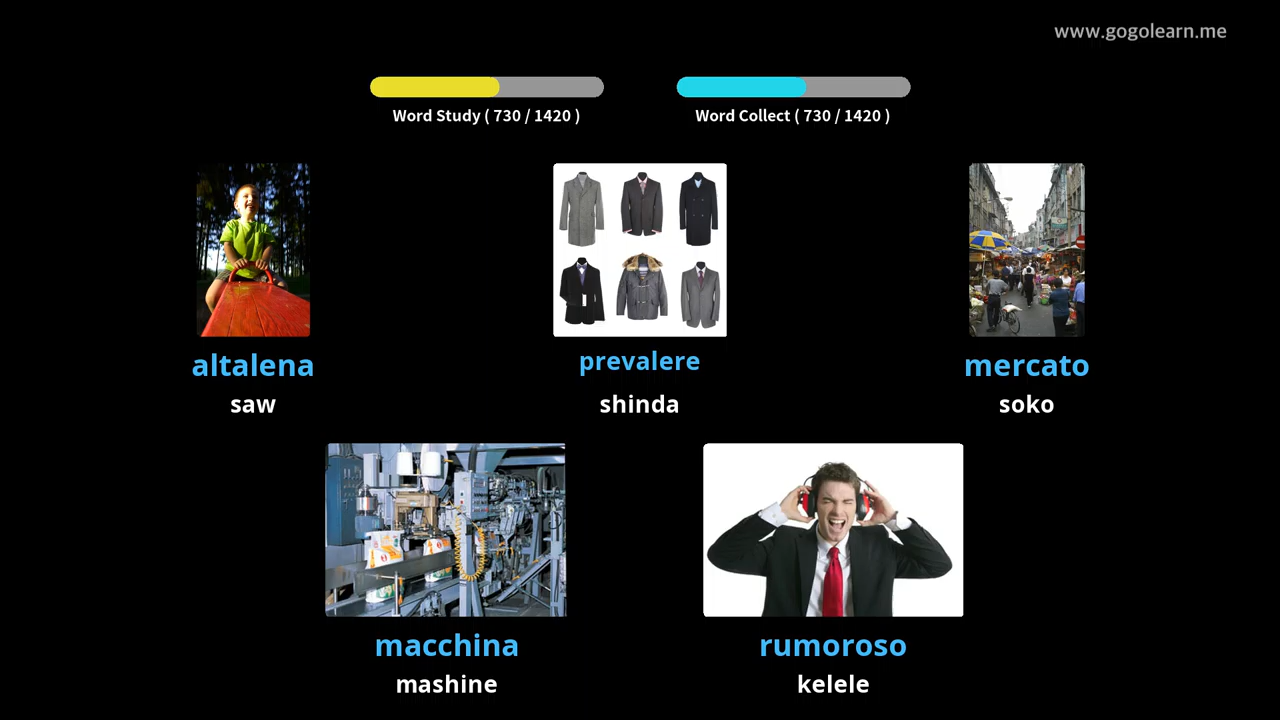 www.gogolearn.me
Word Study ( 730 / 1420 )
Word Collect ( 730 / 1420 )
altalena
saw
prevalere
shinda
mercato
soko
macchina
mashine
rumoroso
kelele